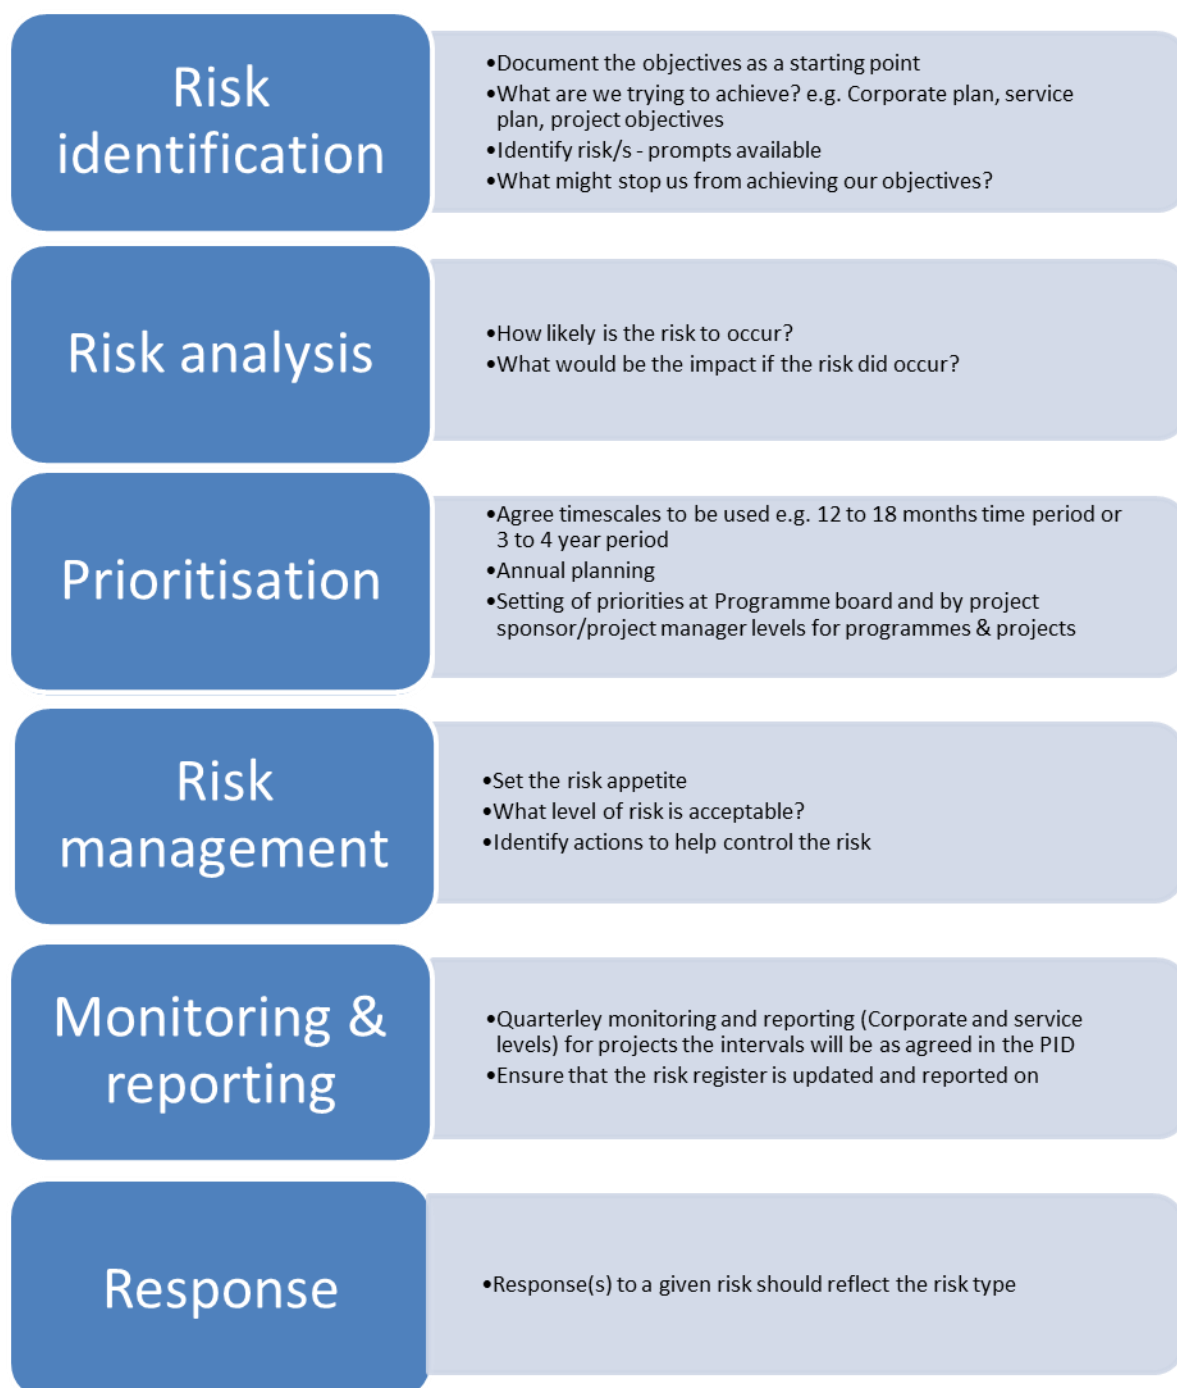 Risk
identification
•Document the objectives as a starting point
•What are we trying to achieve? e.g. Corporate plan, service
plan, project objectives
•Identify risk/s - prompts available
•What might stop us from achieving our objectives?
Risk analysis
•How likely is the risk to occur?
•What would be the impact if the risk did occur?
Prioritisation
•Agree timescales to be used e.g. 12 to 18 months time period or
3 to 4 year period
•Annual planning
•Setting of priorities at Programme board and by project
sponsor/project manager levels for programmes & projects
Risk
management
•Set the risk appetite
•What level of risk is acceptable?
•Identify actions to help control the risk
Monitoring &
reporting
•Quarterley monitoring and reporting (Corporate and service
levels) for projects the intervals will be as agreed in the PID
•Ensure that the risk register is updated and reported on
Response
•Response(s) to a given risk should reflect the risk type